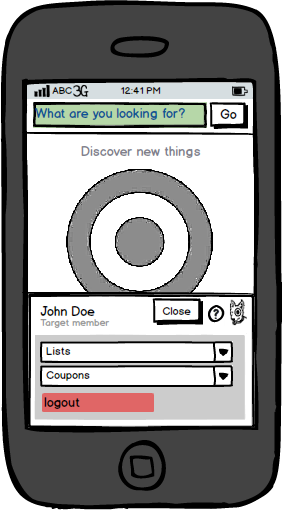 ABC 3G 12:41 PM
What are you looking for? Go
Discover new things
John Doe Close ?
Target member
Lists
Coupons
logout